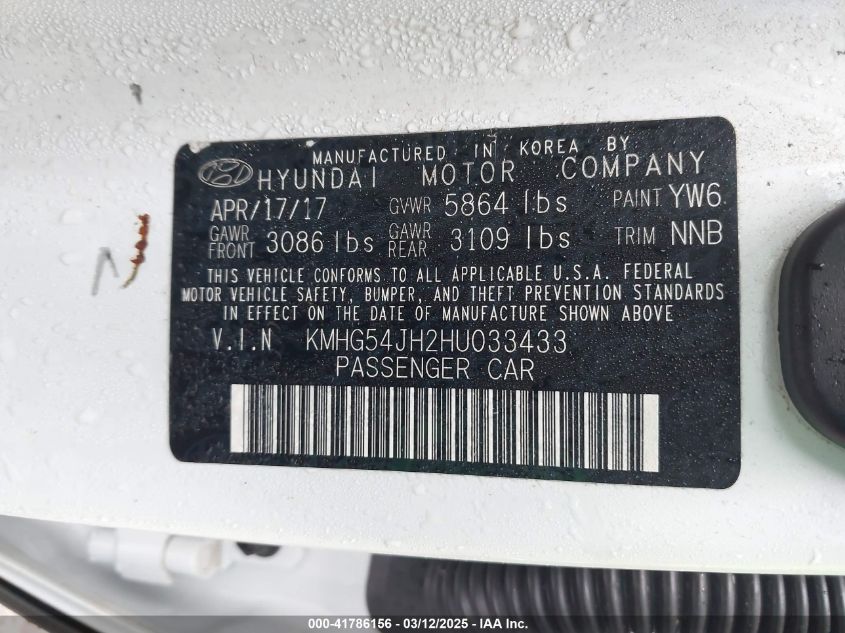 MANUFACTURED IN KOREA BY
HYUNDAI MOTOR COMPANY
APR/17/17 GVWR 5864 lbs PAINT YW6
GAWR FRONT 3086 lbs GAWR REAR 3109 lbs TRIM NNB
THIS VEHICLE CONFORMS TO ALL APPLICABLE U.S.A. FEDERAL
MOTOR VEHICLE SAFETY, BUMPER, AND THEFT PREVENTION STANDARDS
IN EFFECT ON THE DATE OF MANUFACTURE SHOWN ABOVE
V.I.N KMHG54JH2HU033433
PASSENGER CAR
000-41786156 - 03/12/2025 - IAA Inc.